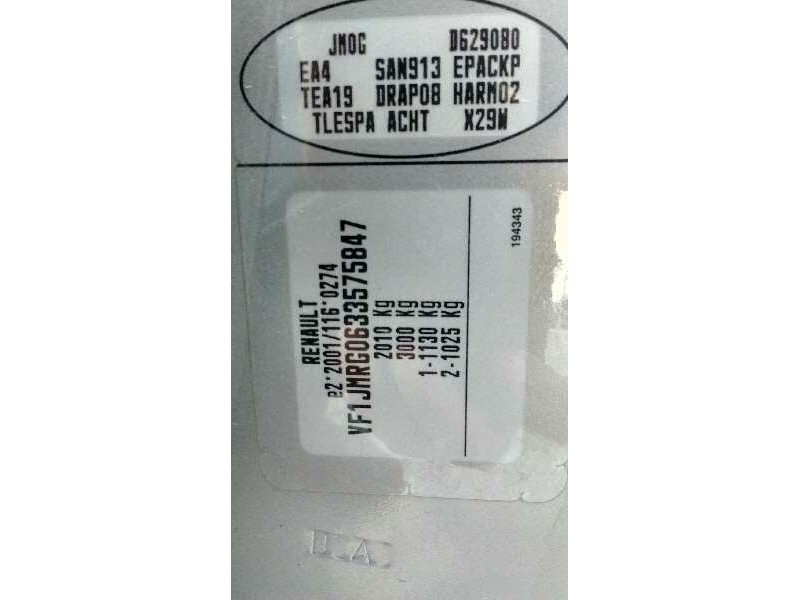 JM0G D629080
EA4 SAN913 EPACKP
TEA19 DRAP08 HARM02
TLESPA ACHT X29W
RENAULT
e2*2001/116*0274
VF1JMRG0633575847
2010 Kg
3000 Kg
1-1130 Kg
2-1025 Kg
194343